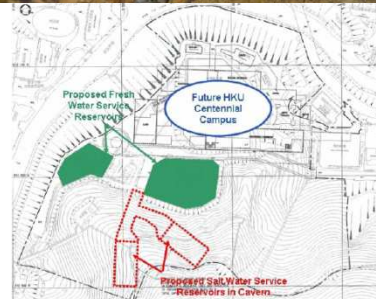 Proposed Fresh
Water Service
Reservoirs
Future HKU
Centennial
Campus
Proposed Salt Water Service
Reservoirs in Cavern